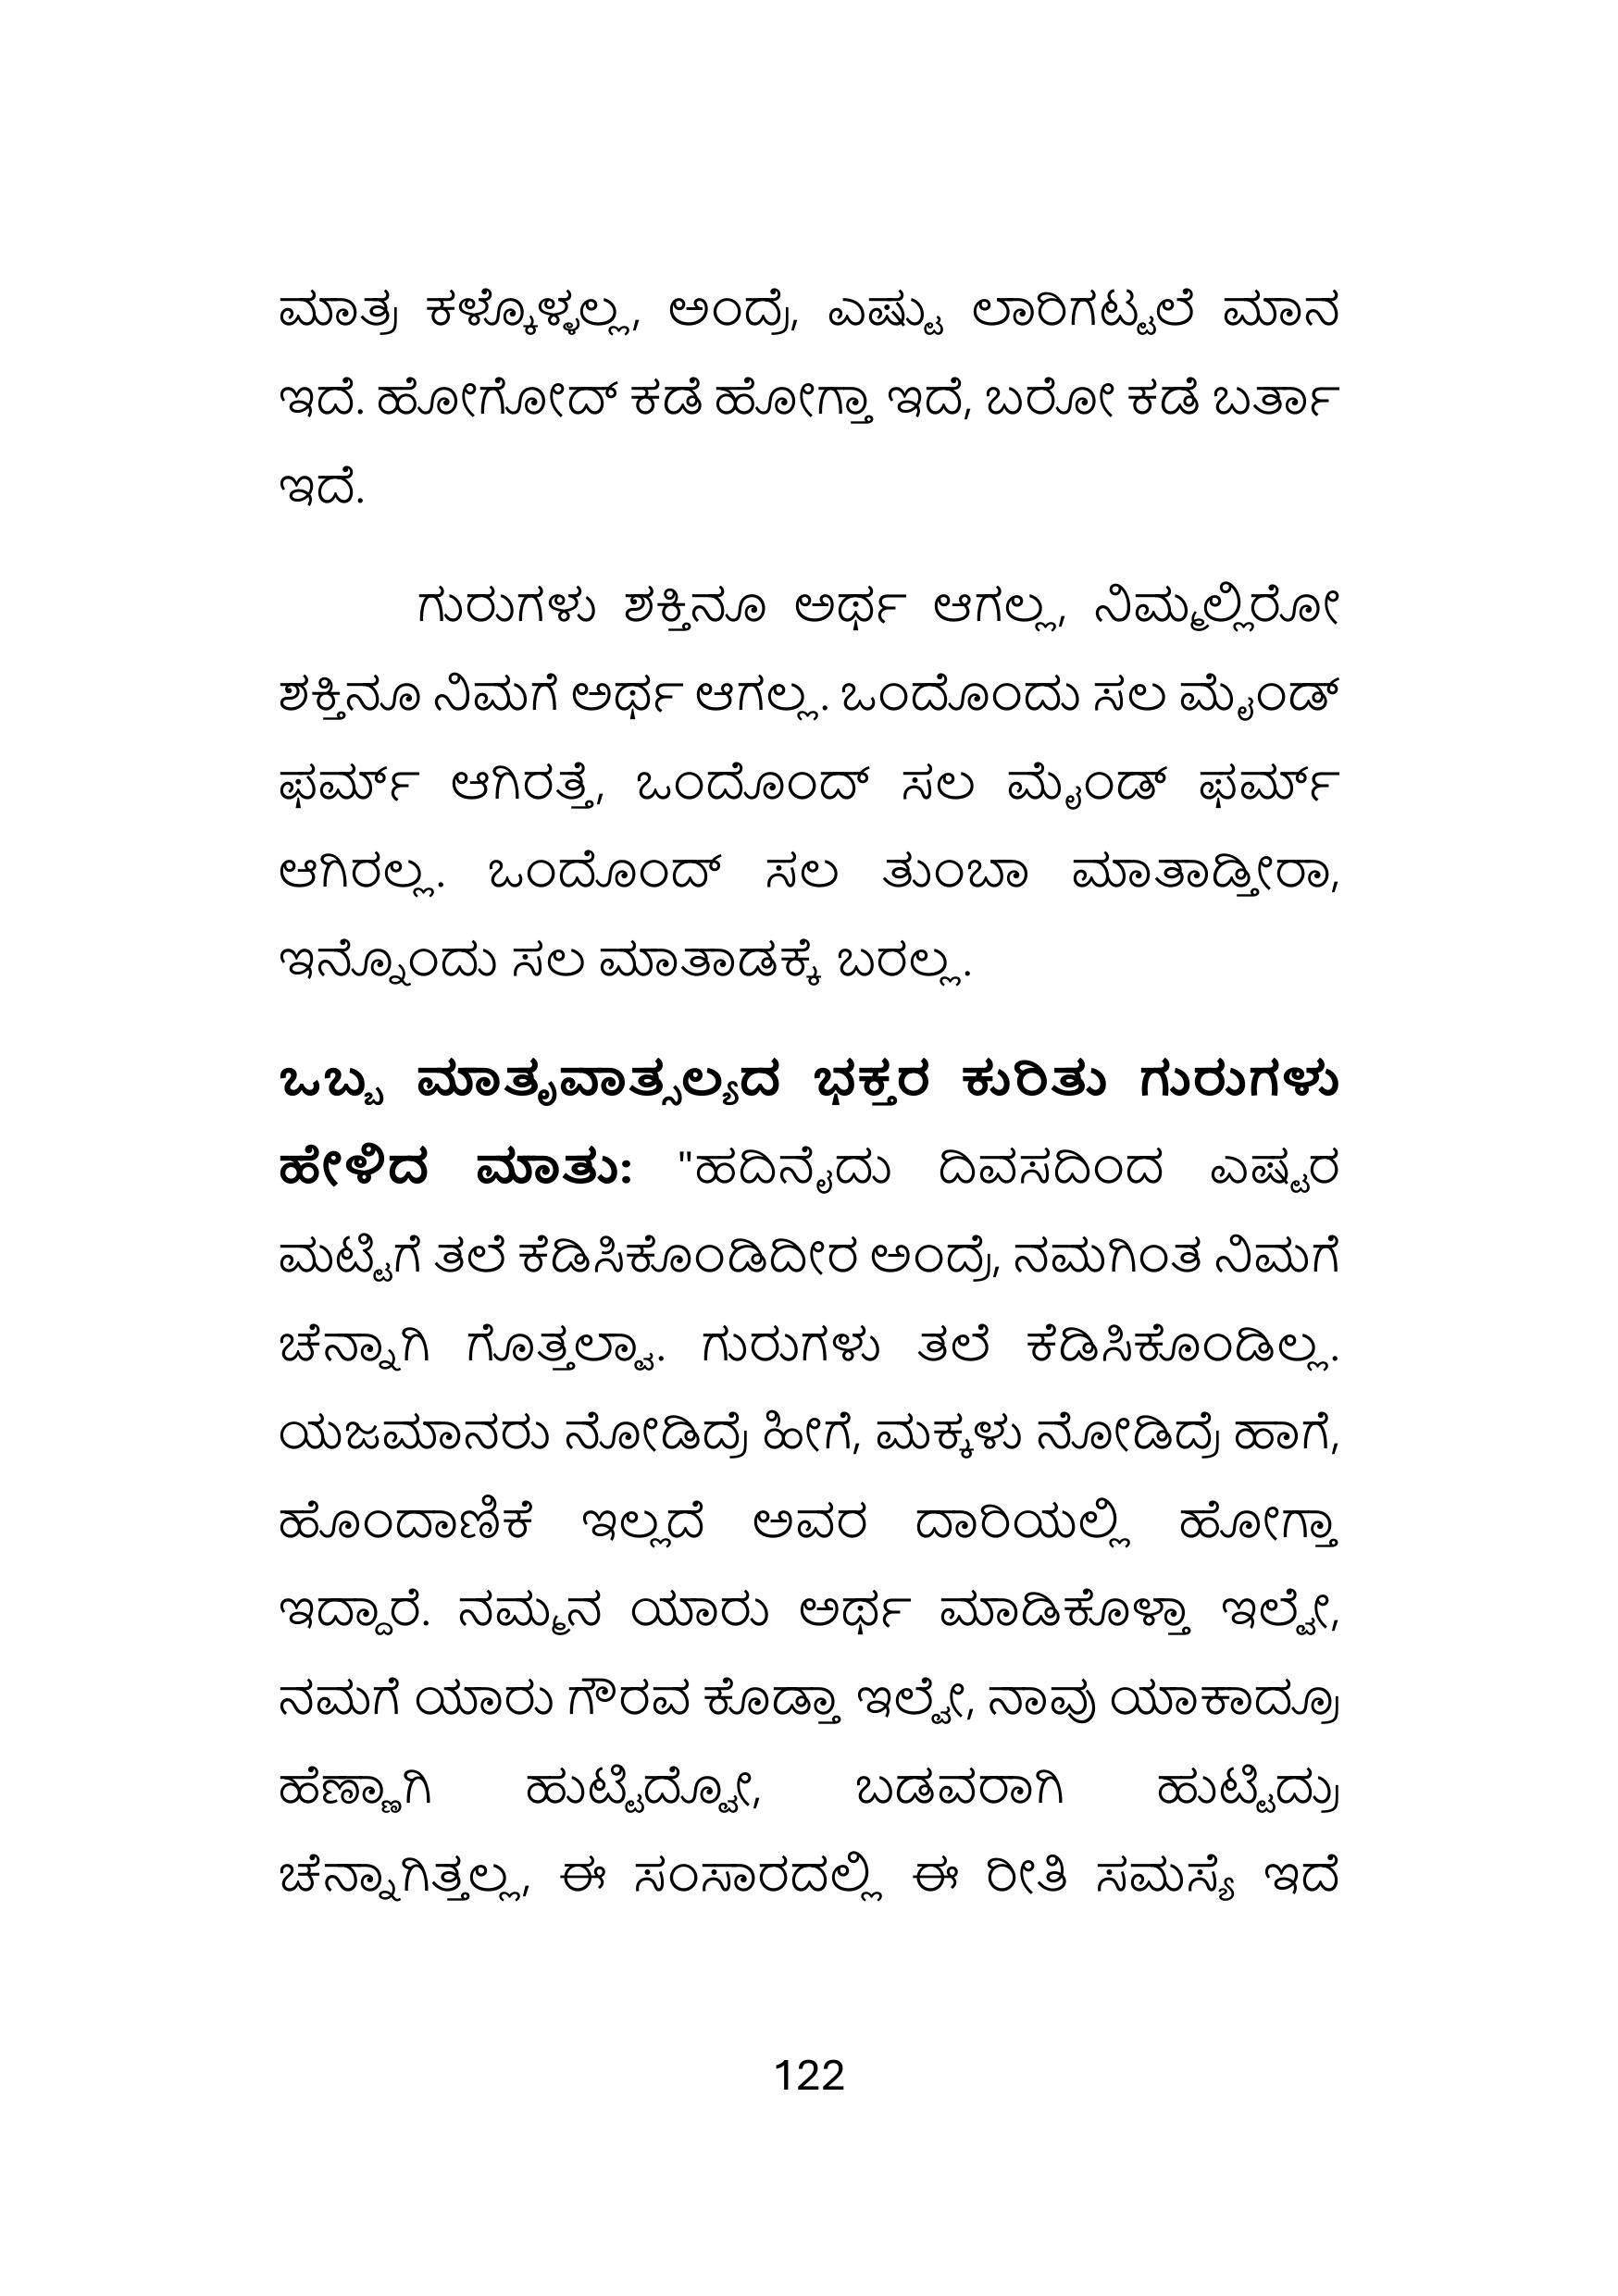 ಮಾತ್ರ ಕಳ್ಕೊಳ್ಳಲ್ಲ, ಅಂದ್ರೆ, ಎಷ್ಟು ಲಾರಿಗಟ್ಟಲೆ ಮಾನ
ಇದೆ. ಹೋಗೋದ್ ಕಡೆ ಹೋಗ್ತಾ ಇದೆ, ಬರೋ ಕಡೆ ಬರ್ತಾ
ಇದೆ.
ಗುರುಗಳು ಶಕ್ತಿನೂ ಅರ್ಥ ಆಗಲ್ಲ, ನಿಮ್ಮಲ್ಲಿರೋ
ಶಕ್ತಿನೂ ನಿಮಗೆ ಅರ್ಥ ಆಗಲ್ಲ. ಒಂದೊಂದು ಸಲ ಮೈಂಡ್
ಫರ್ಮ್ ಆಗಿರತ್ತೆ, ಒಂದೊಂದ್ ಸಲ ಮೈಂಡ್ ಫರ್ಮ್
ಆಗಿರಲ್ಲ. ಒಂದೊಂದ್ ಸಲ ತುಂಬಾ ಮಾತಾಡ್ತೀರಾ,
ಇನ್ನೊಂದು ಸಲ ಮಾತಾಡಕ್ಕೆ ಬರಲ್ಲ.
ಒಬ್ಬ ಮಾತೃವಾತ್ಸಲ್ಯದ ಭಕ್ತರ ಕುರಿತು ಗುರುಗಳು
ಹೇಳಿದ ಮಾತು: "ಹದಿನೈದು ದಿವಸದಿಂದ ಎಷ್ಟರ
ಮಟ್ಟಿಗೆ ತಲೆ ಕೆಡಿಸಿಕೊಂಡಿದೀರ ಅಂದ್ರೆ, ನಮಗಿಂತ ನಿಮಗೆ
ಚೆನ್ನಾಗಿ ಗೊತ್ತಲ್ವಾ. ಗುರುಗಳು ತಲೆ ಕೆಡಿಸಿಕೊಂಡಿಲ್ಲ.
ಯಜಮಾನರು ನೋಡಿದ್ರೆ ಹೀಗೆ, ಮಕ್ಕಳು ನೋಡಿದ್ರೆ ಹಾಗೆ,
ಹೊಂದಾಣಿಕೆ ಇಲ್ಲದೆ ಅವರ ದಾರಿಯಲ್ಲಿ ಹೋಗ್ತಾ
ಇದ್ದಾರೆ. ನಮ್ಮನ ಯಾರು ಅರ್ಥ ಮಾಡಿಕೊಳ್ತಾ ಇಲ್ವೇ,
ನಮಗೆ ಯಾರು ಗೌರವ ಕೊಡ್ತಾ ಇಲ್ವೇ, ನಾವು ಯಾಕಾದ್ರೂ
ಹೆಣ್ಣಾಗಿ ಹುಟ್ಟಿದ್ವೋ, ಬಡವರಾಗಿ ಹುಟ್ಟಿದ್ರು
ಚೆನ್ನಾಗಿತ್ತಲ್ಲ, ಈ ಸಂಸಾರದಲ್ಲಿ ಈ ರೀತಿ ಸಮಸ್ಯೆ ಇದೆ
122